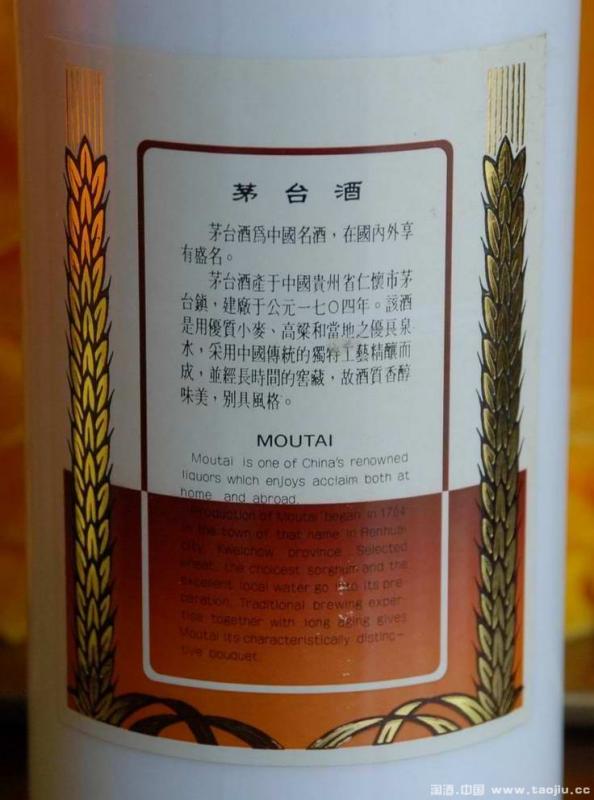 茅台酒
茅台酒爲中國名酒，在國內外享
有盛名。
茅台酒產于中國貴州省仁懷市茅
台鎮，建廠于公元一七〇四年。該酒
是用優質小麥、高粱和當地之優良泉
水，采用中國傳統的獨特工藝精釀而
成，並經長時間的窖藏，故酒質香醇
味美，別具風格。
MOUTAI
Moutai is one of China's renowned
liquors which enjoys acclaim both at
home and abroad.
Production of Moutai began in 1704
in the town of that name in Renhuai
city, Kweichow province. Selected
wheat, the choicest sorghum and the
excellent local water go into its pre-
paration. Traditional brewing exper-
tise together with long aging gives
Moutai its characteristically distinc-
tive bouquet.
淘酒.中国 www.taojiu.cc